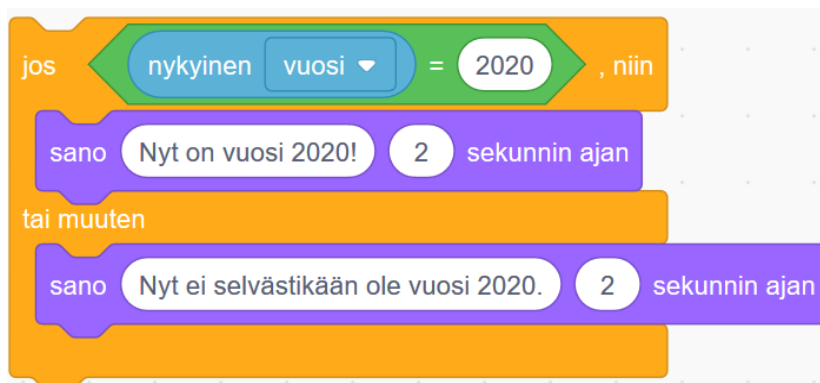 jos nykyinen vuosi = 2020 , niin
sano Nyt on vuosi 2020! 2 sekunnin ajan
tai muuten
sano Nyt ei selvästikään ole vuosi 2020. 2 sekunnin ajan